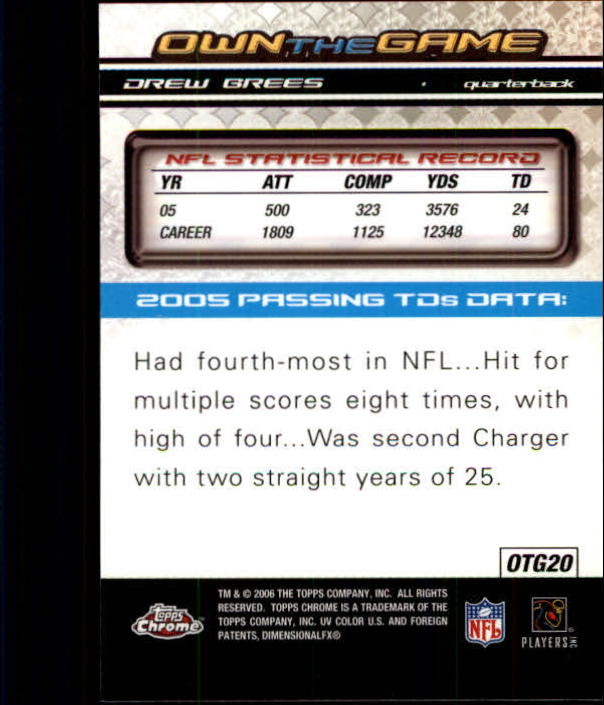 OWN THE GAME
DREW BREES • quarterback
NFL STATISTICAL RECORD
YR ATT COMP YDS TD
05 500 323 3576 24
CAREER 1809 1125 12348 80
2005 PASSING TDs DATA:
Had fourth-most in NFL...Hit for
multiple scores eight times, with
high of four...Was second Charger
with two straight years of 25.
OTG20
TM & © 2006 THE TOPPS COMPANY, INC. ALL RIGHTS
RESERVED. TOPPS CHROME IS A TRADEMARK OF THE
TOPPS COMPANY, INC. UV COLOR U.S. AND FOREIGN
PATENTS, DIMENSIONALFX®
TOPPS
Chrome
NFL
PLAYERS INC